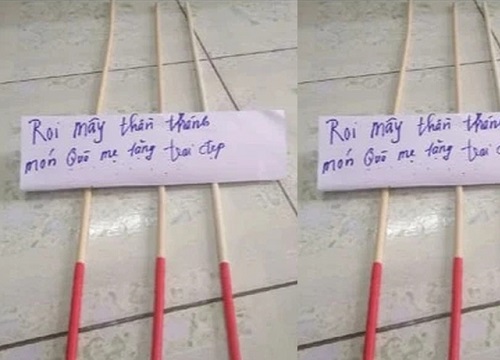 Roi mây thần thánh
món Quà mẹ tặng trai đẹp
Roi mây thần thánh
món Quà mẹ tặng trai